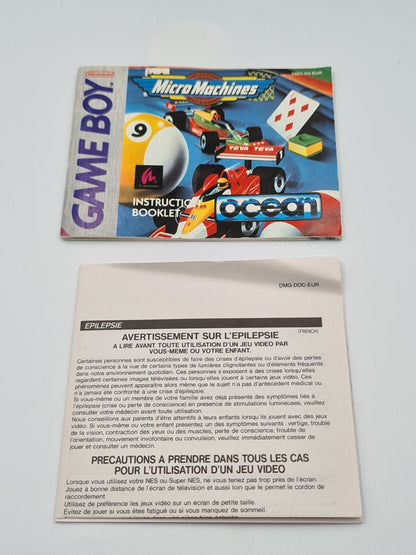 Nintendo
GAME BOY
Micro Machines
9
TEVA TEVA
INSTRUCTION
BOOKLET
ocean
DMG-DOC-EUR
EPILEPSIE
AVERTISSEMENT SUR L'EPILEPSIE
(FRENCH)
A LIRE AVANT TOUTE UTILISATION D'UN JEU VIDEO PAR
VOUS-MEME OU VOTRE ENFANT.
Certaines personnes sont susceptibles de faire des crises d'épilepsie ou d'avoir des pertes
de conscience à la vue de certains types de lumières clignotantes ou d'éléments fréquents
dans notre environnement quotidien. Ces personnes s'exposent à des crises lorsqu'elles
regardent certaines images télévisées ou lorsqu'elles jouent à certains jeux vidéo. Ces
phénomènes peuvent apparaître alors même que le sujet n'a pas d'antécédent médical ou
n'a jamais été confronté à une crise d'épilepsie.
Si vous-même ou un membre de votre famille avez déjà présenté des symptômes liés à
l'épilepsie (crise ou perte de conscience) en présence de stimulations lumineuses, veuillez
consulter votre médecin avant toute utilisation.
Nous conseillons aux parents d'être attentifs à leurs enfants lorsqu'ils jouent avec des jeux
vidéo. Si vous-même ou votre enfant présentez un des symptômes suivants: vertige, trouble
de la vision, contraction des yeux ou des muscles, perte de conscience, trouble de
l'orientation, mouvement involontaire ou convulsion, veuillez immédiatement cesser de
jouer et consulter un médecin.
PRECAUTIONS A PRENDRE DANS TOUS LES CAS
POUR L'UTILISATION D'UN JEU VIDEO
Lorsque vous utilisez votre NES ou Super NES, ne vous tenez pas trop près de l'écran.
Jouez à bonne distance de l'écran de télévision et aussi loin que le permet le cordon de
raccordement.
Utilisez de préférence les jeux vidéo sur un écran de petite taille.
Evitez de jouer si vous êtes fatigué ou si vous manquez de sommeil.